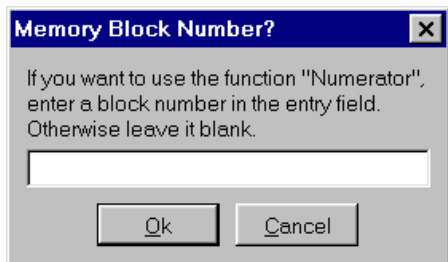 Memory Block Number?
If you want to use the function "Numerator",
enter a block number in the entry field.
Otherwise leave it blank.
Ok Cancel